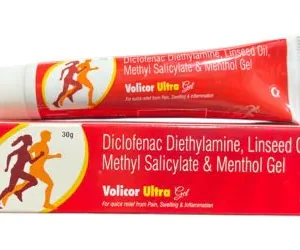 Diclofenac Diethylamine, Linseed Oil,
Methyl Salicylate & Menthol Gel
Volicor Ultra Gel
For quick relief from Pain, Swelling & Inflammation
30g
Diclofenac Diethylamine, Linseed O
Methyl Salicylate & Menthol Gel
Volicor Ultra Gel
For quick relief from Pain, Swelling & Inflammation